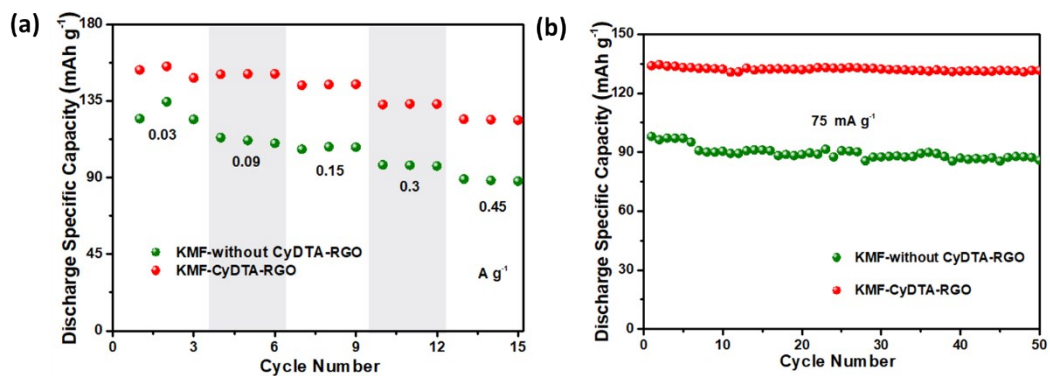 (a)
Discharge Specific Capacity (mAh g⁻¹)
180
135
90
45
0
0.03
0.09
0.15
0.3
0.45
KMF-without CyDTA-RGO
KMF-CyDTA-RGO
A g⁻¹
0 3 6 9 12 15
Cycle Number
(b)
Discharge Specific Capacity (mAh g⁻¹)
150
120
90
60
30
0
75 mA g⁻¹
KMF-without CyDTA-RGO
KMF-CyDTA-RGO
0 10 20 30 40 50
Cycle Number